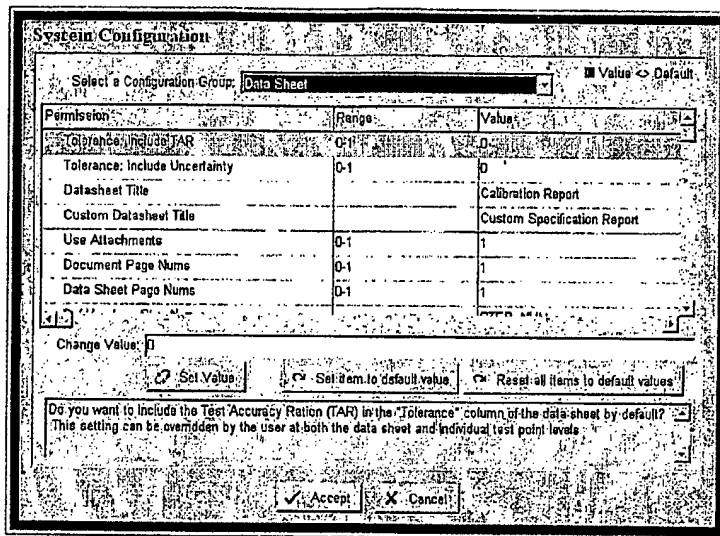 System Configuration
Select a Configuration Group: Data Sheet
Value <> Default
Permission Range Value
Tolerance: Include TAR 0-1 0
Tolerance: Include Uncertainty 0-1 0
Datasheet Title Calibration Report
Custom Datasheet Title Custom Specification Report
Use Attachments 0-1 1
Document Page Nums 0-1 1
Data Sheet Page Nums 0-1 1
Change Value: 0
Set Value Set item to default value Reset all items to default values
Do you want to include the Test Accuracy Ration (TAR) in the "Tolerance" column of the data sheet by default?
This setting can be overridden by the user at both the data sheet and individual test point levels
Accept Cancel